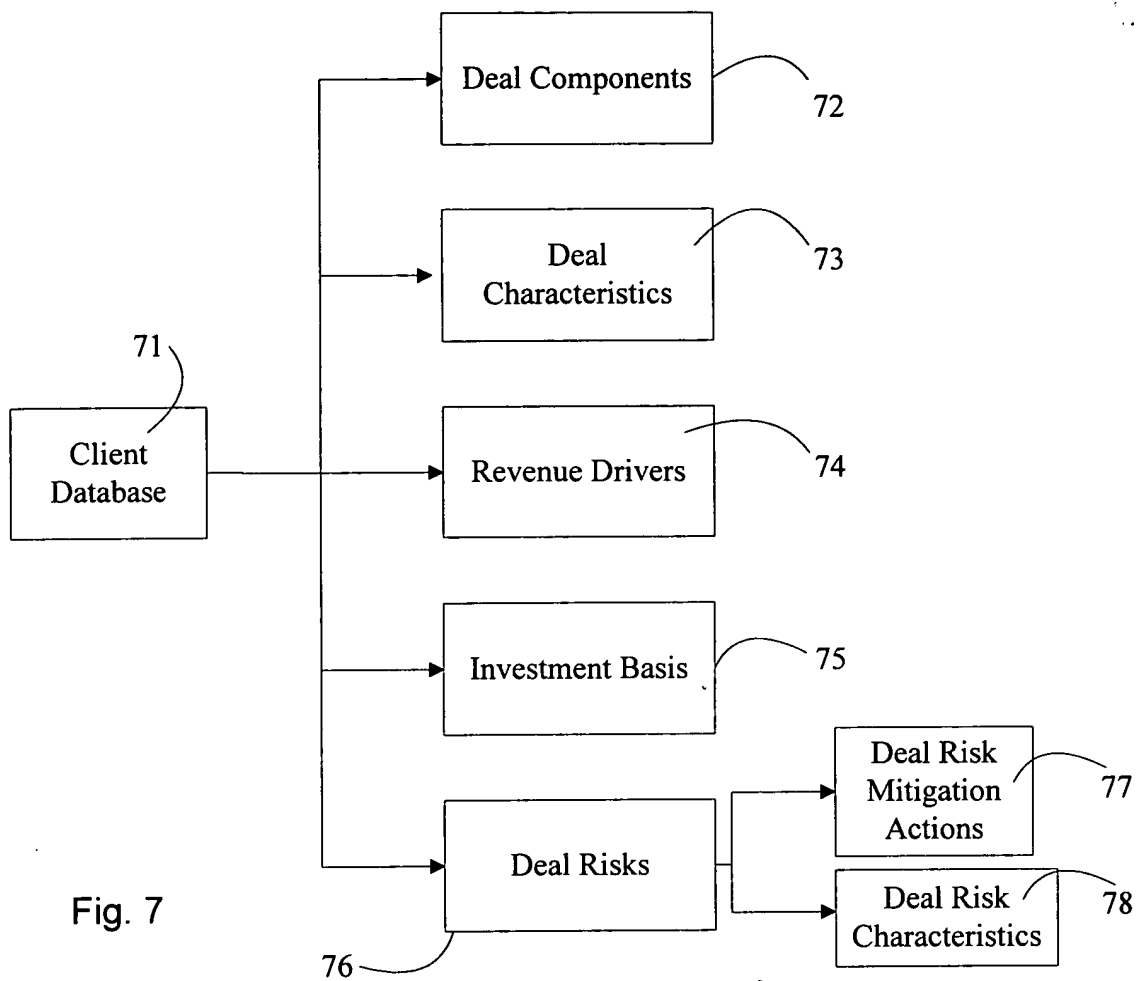 Deal Components
72
Deal
Characteristics
73
71
Client
Database
Revenue Drivers
74
Investment Basis
75
Deal Risk
Mitigation
Actions
77
Deal Risks
76
Deal Risk
Characteristics
78
Fig. 7